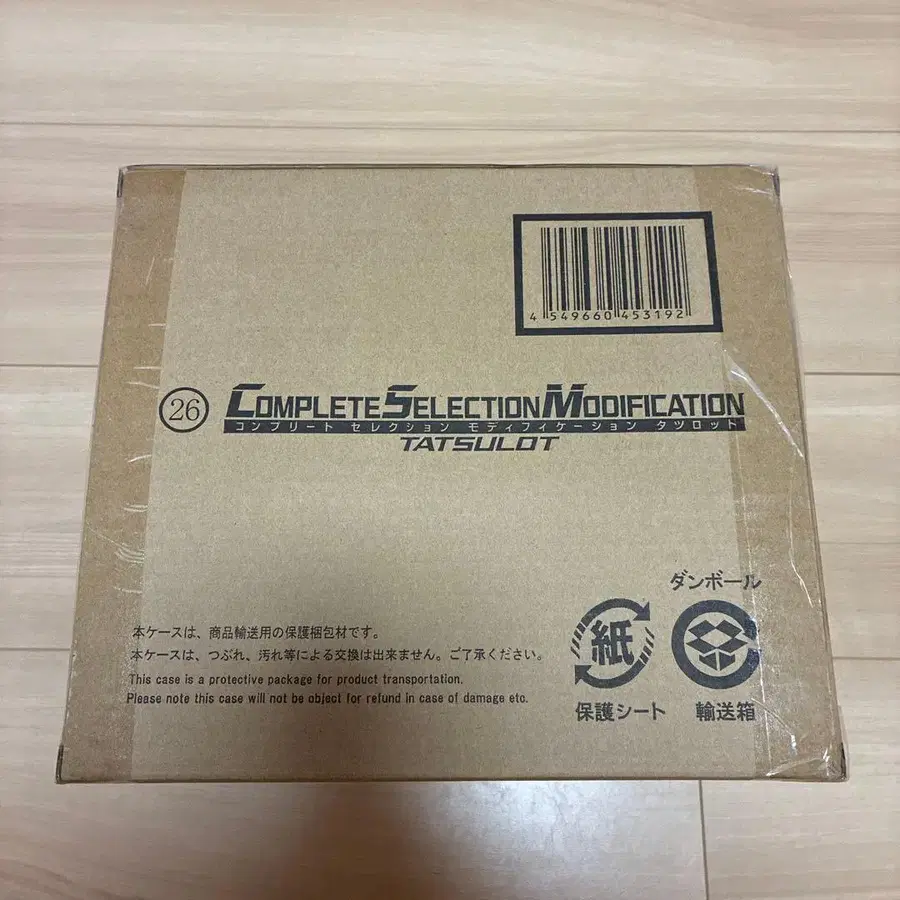 4 549660 453192
26 COMPLETE SELECTION MODIFICATION
コンプリート セレクション モディフィケーション タツロット
TATSULOT
ダンボール
紙
保護シート 輸送箱
本ケースは、商品輸送用の保護梱包材です。
本ケースは、つぶれ、汚れ等による交換は出来ません。ご了承ください。
This case is a protective package for product transportation.
Please note this case will not be object for refund in case of damage etc.